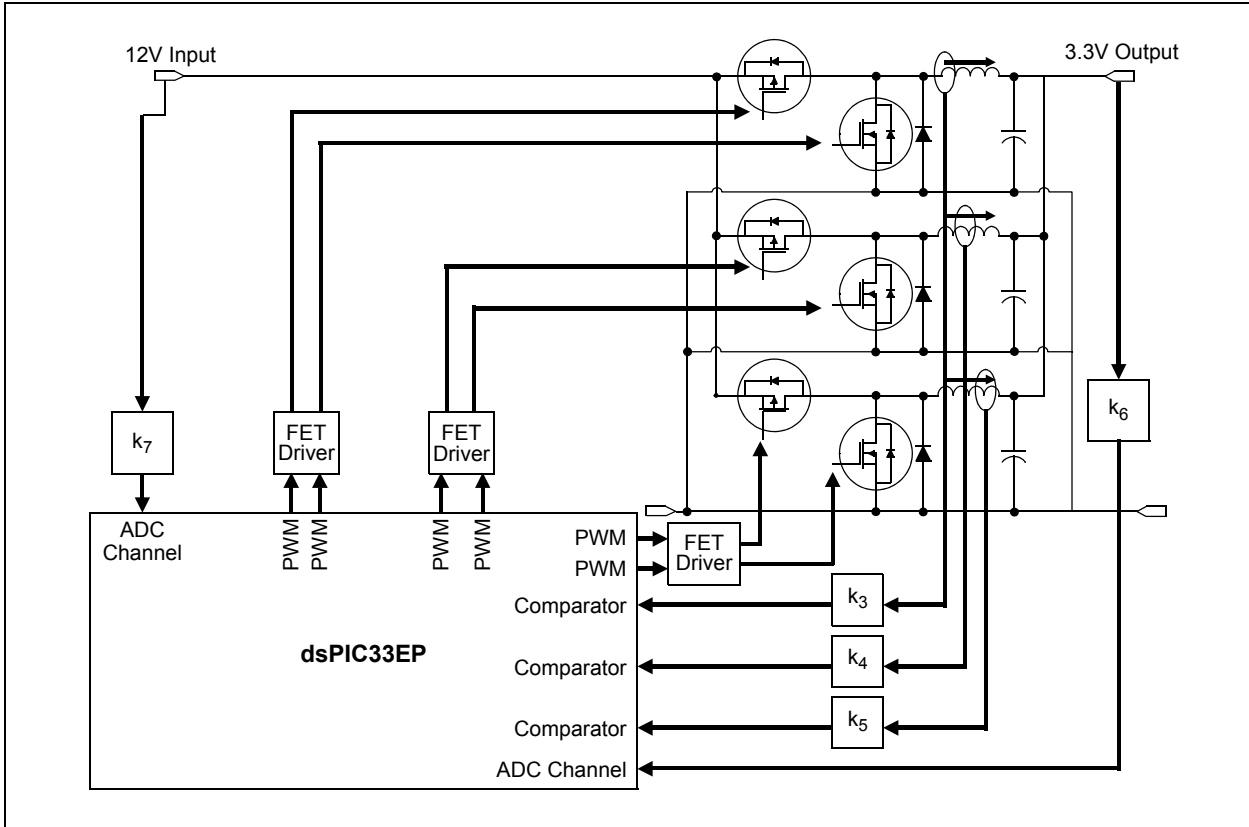 12V Input
3.3V Output
k7
FET
Driver
FET
Driver
k6
ADC
Channel
PWM
PWM
PWM
PWM
PWM
PWM
FET
Driver
Comparator
k3
dsPIC33EP
Comparator
k4
Comparator
k5
ADC Channel